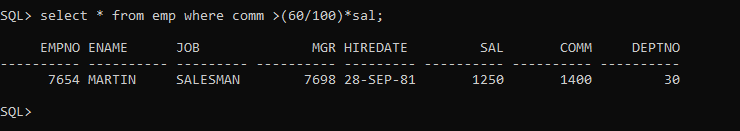 SQL> select * from emp where comm >(60/100)*sal;
     EMPNO ENAME      JOB              MGR HIREDATE         SAL       COMM     DEPTNO
---------- ---------- --------- ---------- --------- ---------- ---------- ----------
      7654 MARTIN     SALESMAN        7698 28-SEP-81       1250       1400         30
SQL>